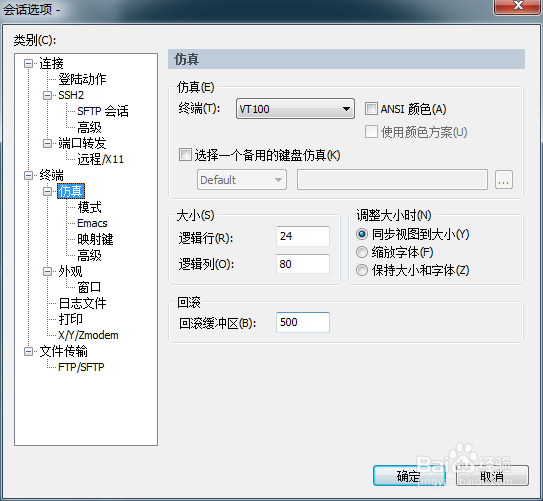 会话选项 -
类别(C):
连接
登陆动作
SSH2
SFTP 会话
高级
端口转发
远程/X11
终端
仿真
模式
Emacs
映射键
高级
外观
窗口
日志文件
打印
X/Y/Zmodem
文件传输
FTP/SFTP
仿真
仿真(E)
终端(T): VT100 ANSI 颜色(A)
使用颜色方案(U)
选择一个备用的键盘仿真(K)
Default ...
大小(S)
逻辑行(R): 24
逻辑列(O): 80
调整大小时(N)
同步视图到大小(Y)
缩放字体(F)
保持大小和字体(Z)
回滚
回滚缓冲区(B): 500
确定 取消
Baidu 经验
jingyan.baidu.com